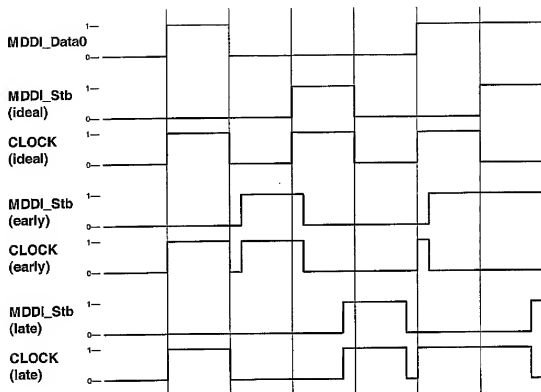 MDDI_Data0
1
0
MDDI_Stb
(ideal)
1
0
CLOCK
(ideal)
1
0
MDDI_Stb
(early)
1
0
CLOCK
(early)
1
0
MDDI_Stb
(late)
1
0
CLOCK
(late)
1
0